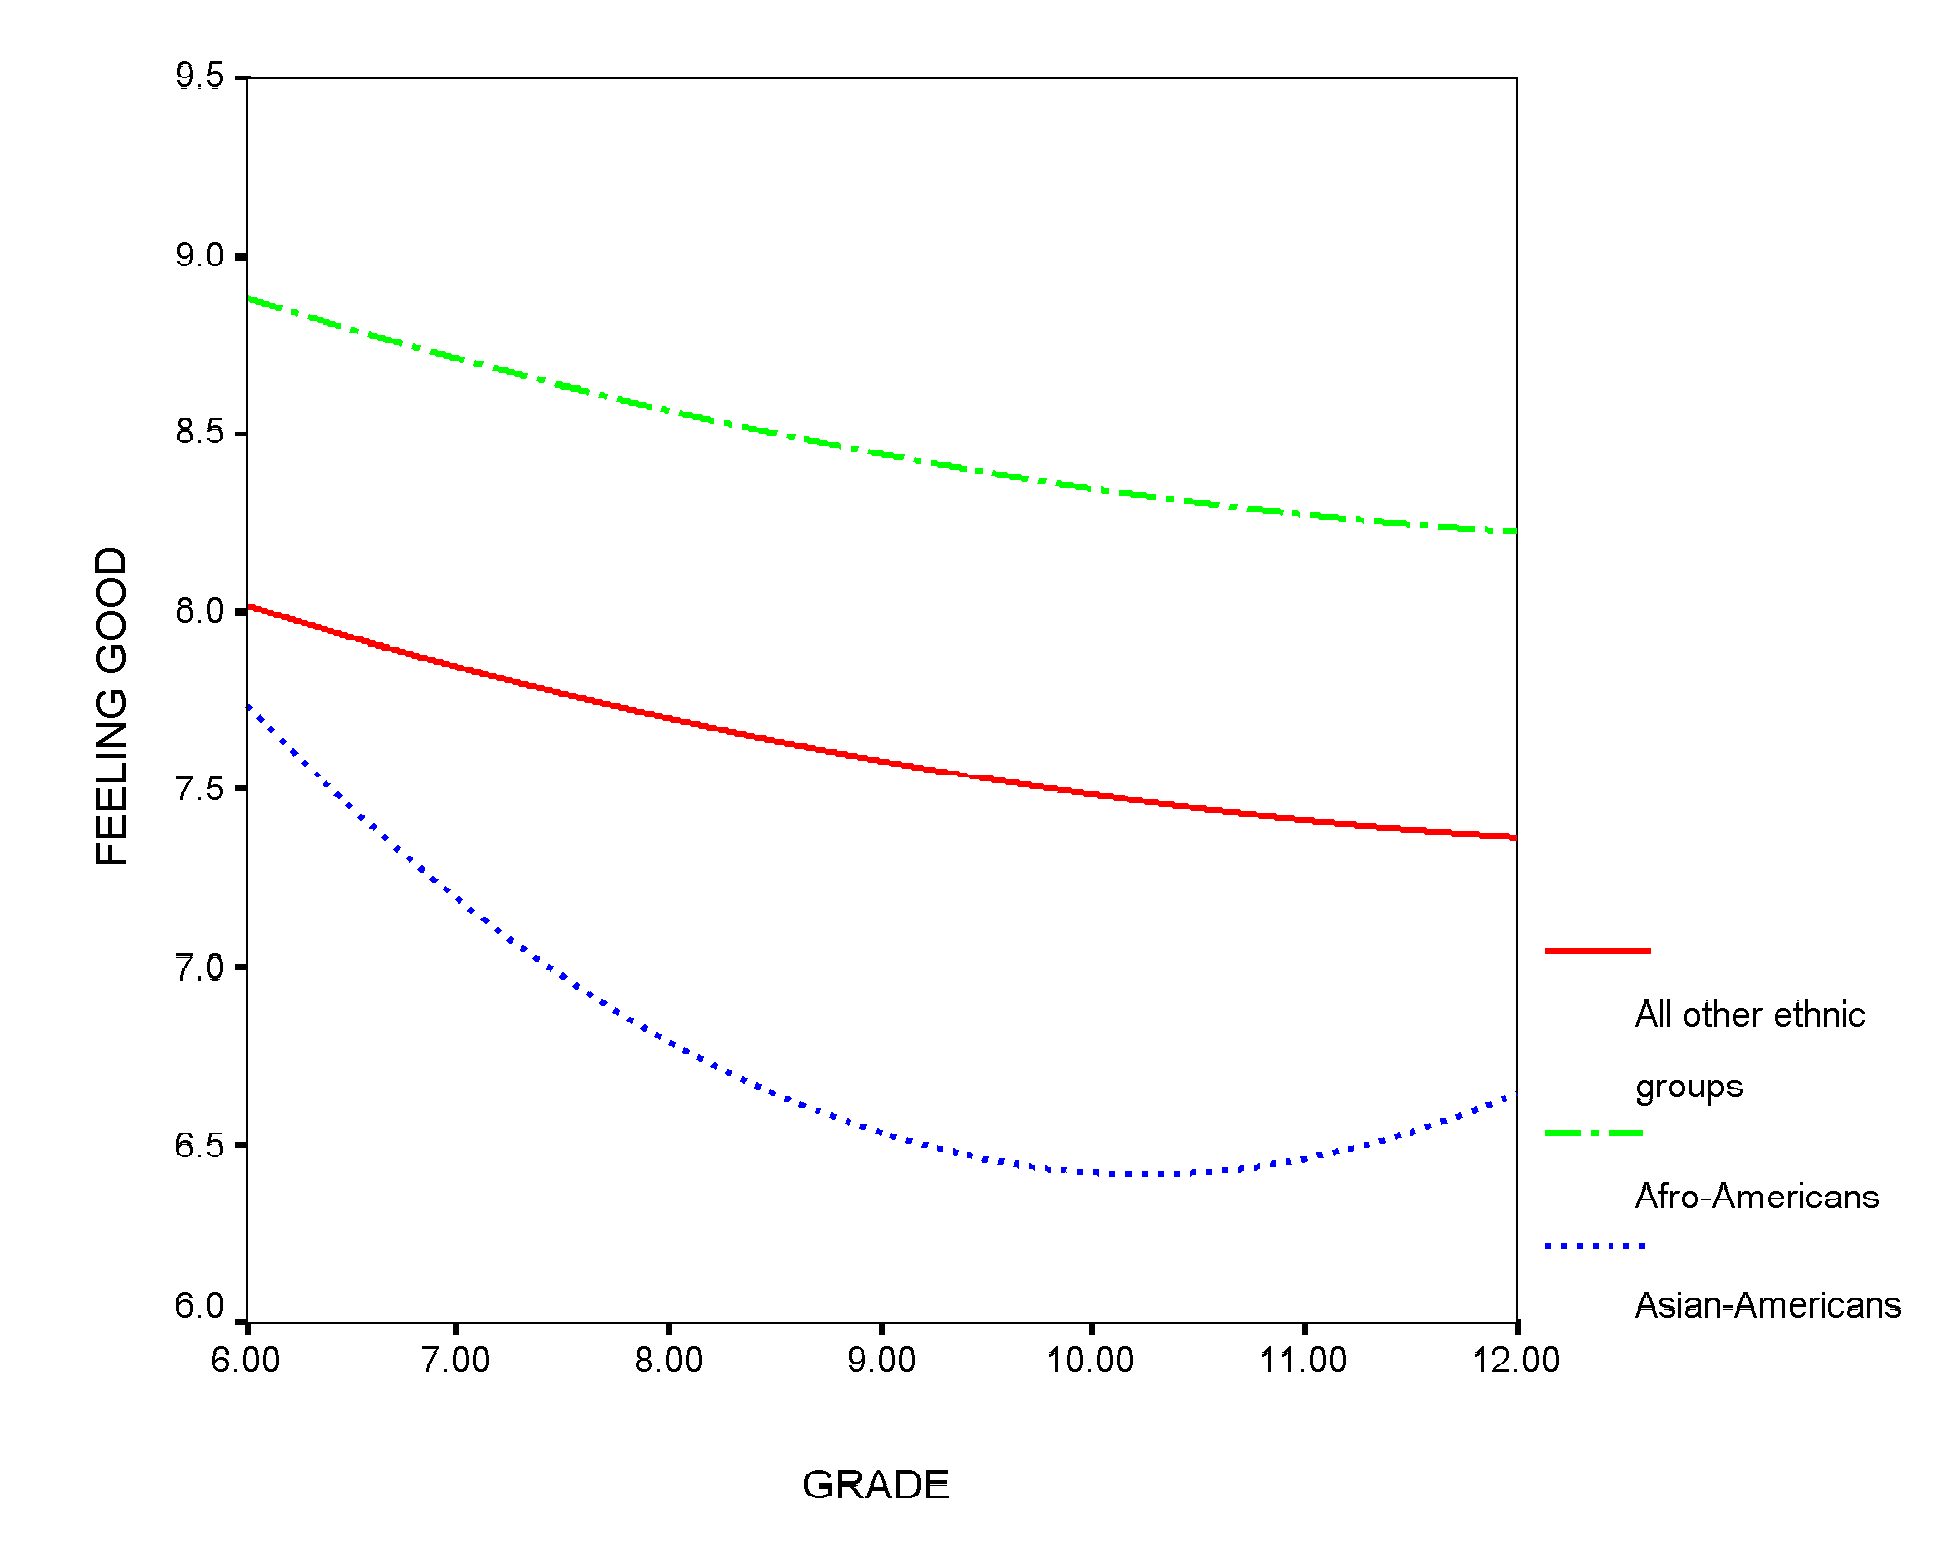 9.5
9.0
8.5
8.0
7.5
7.0
6.5
6.0
FEELING GOOD
6.00 7.00 8.00 9.00 10.00 11.00 12.00
GRADE
All other ethnic
groups
Afro-Americans
Asian-Americans